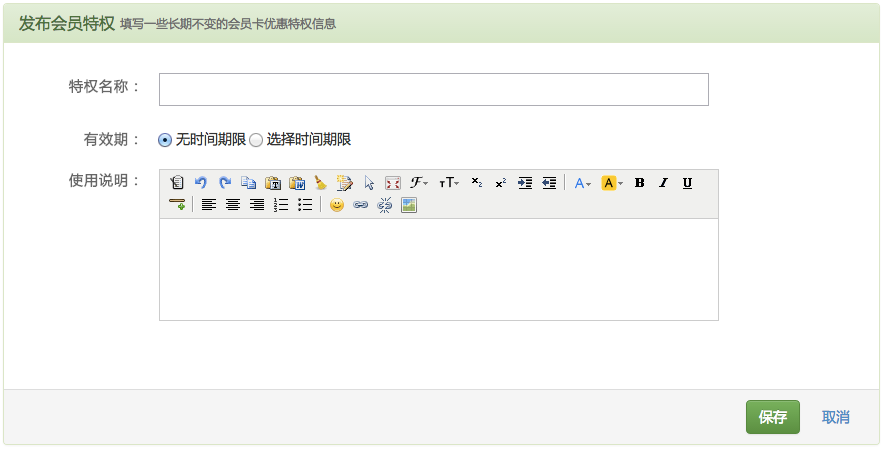 发布会员特权 填写一些长期不变的会员卡优惠特权信息
特权名称：
有效期： 无时间期限 选择时间期限
使用说明：
保存 取消